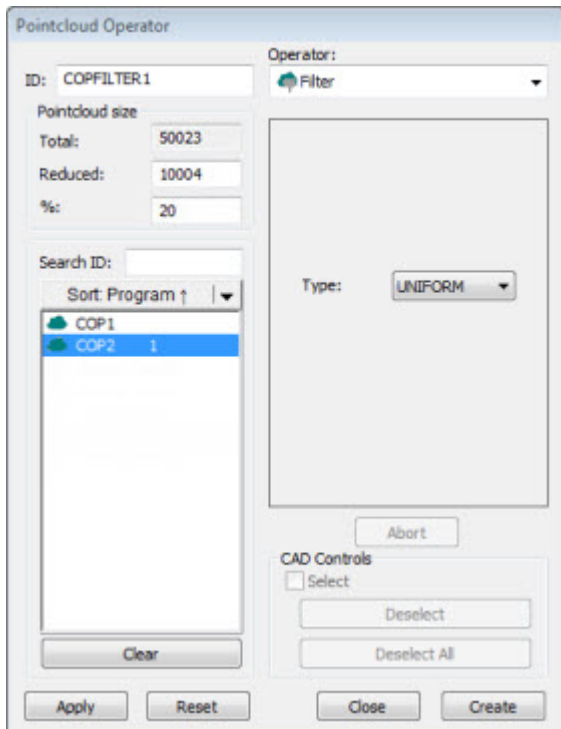 Pointcloud Operator
ID: COPFILTER1
Operator:
Filter
Pointcloud size
Total: 50023
Reduced: 10004
%: 20
Search ID:
Sort: Program ↑
COP1
COP2 1
Type: UNIFORM
Abort
CAD Controls
Select
Deselect
Deselect All
Clear
Apply Reset Close Create